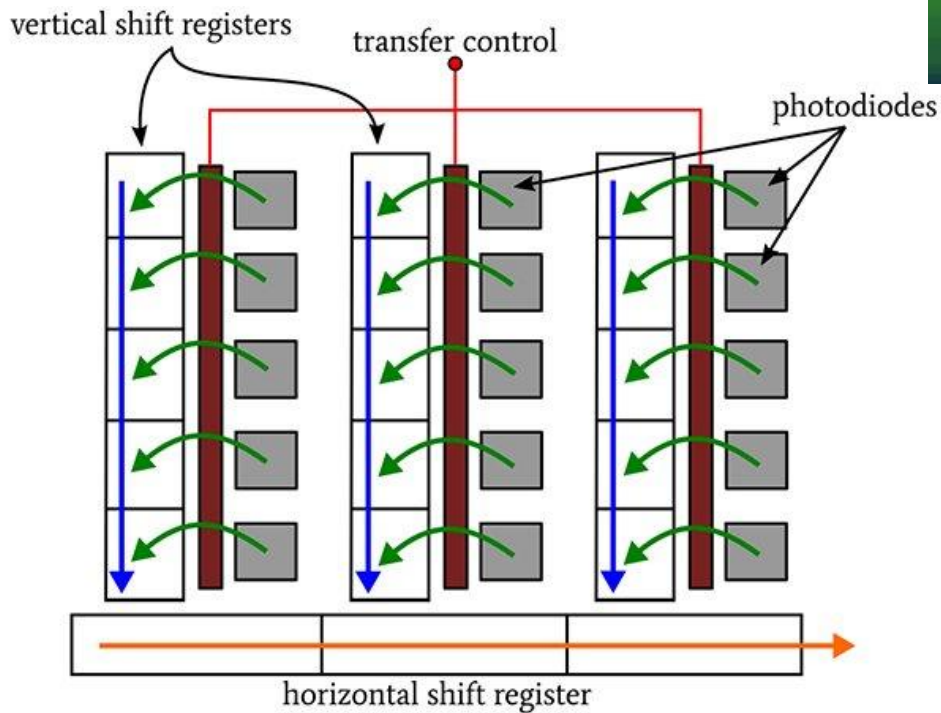 vertical shift registers
transfer control
photodiodes
horizontal shift register